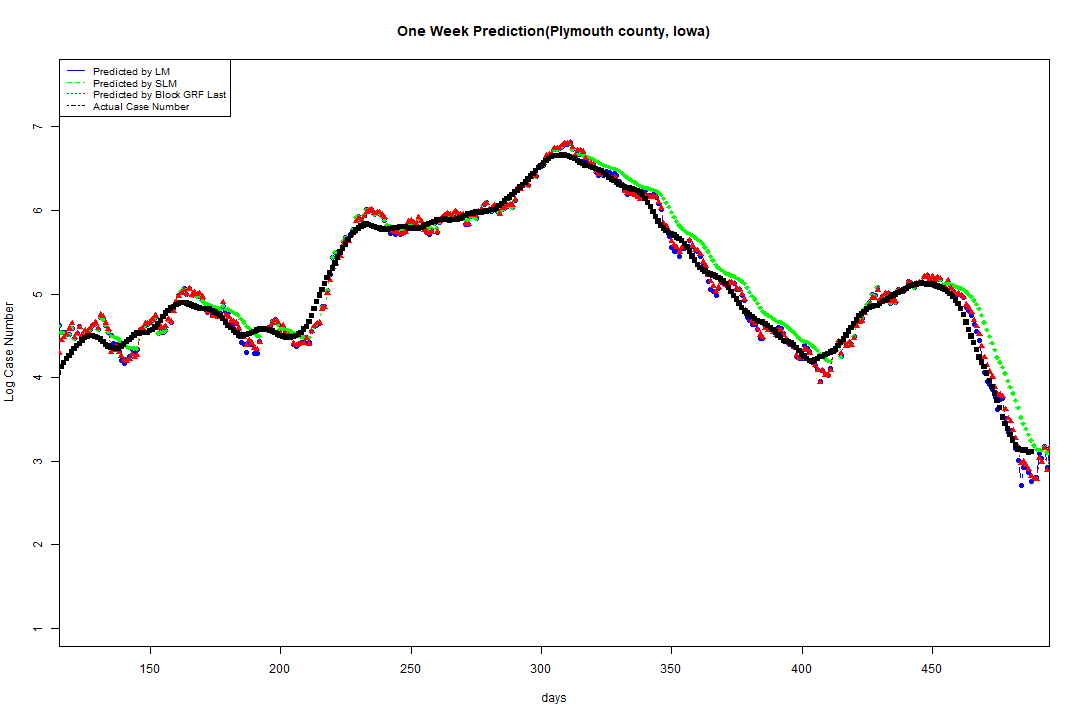 One Week Prediction(Plymouth county, Iowa)
Predicted by LM
Predicted by SLM
Predicted by Block GRF Last
Actual Case Number
7
6
5
4
3
2
1
Log Case Number
150 200 250 300 350 400 450
days